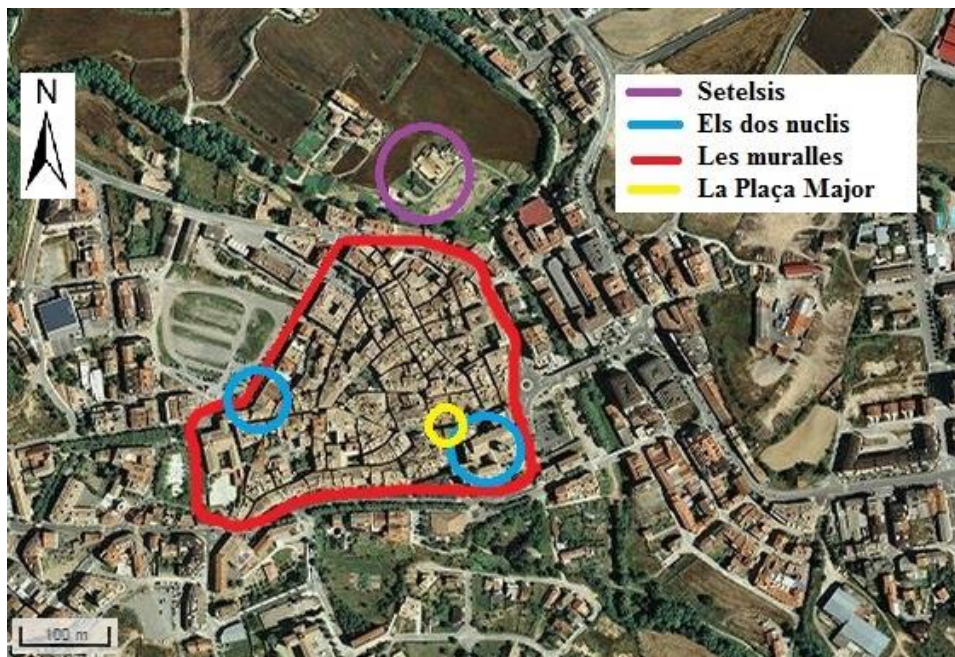 N
Setelsis
Els dos nuclis
Les muralles
La Plaça Major
100 m